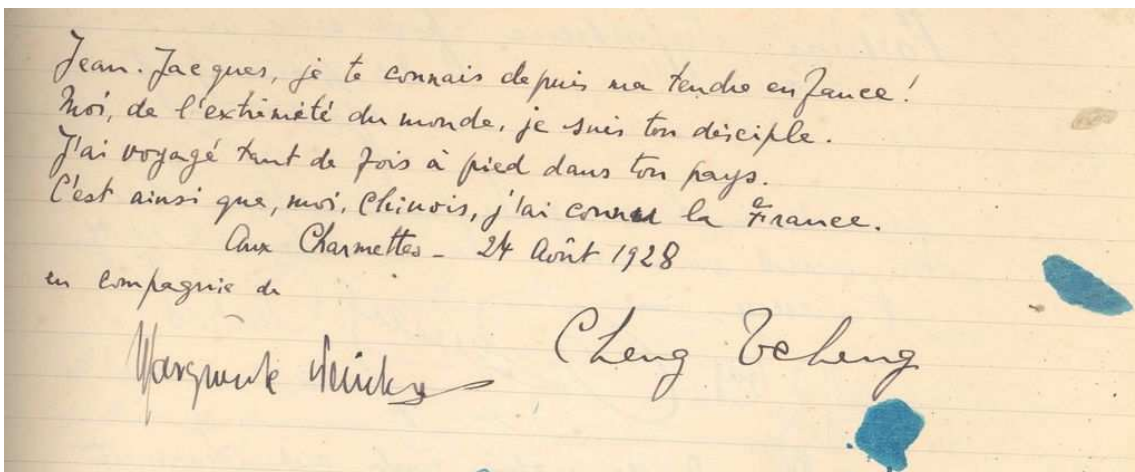 Jean-Jacques, je te connais depuis ma tendre enfance !
Moi, de l'extrémité du monde, je suis ton disciple.
J'ai voyagé tant de fois à pied dans ton pays.
C'est ainsi que, moi, Chinois, j'ai connu la France.
Aux Charmettes - 24 Août 1928
en compagnie de
Cheng Tcheng